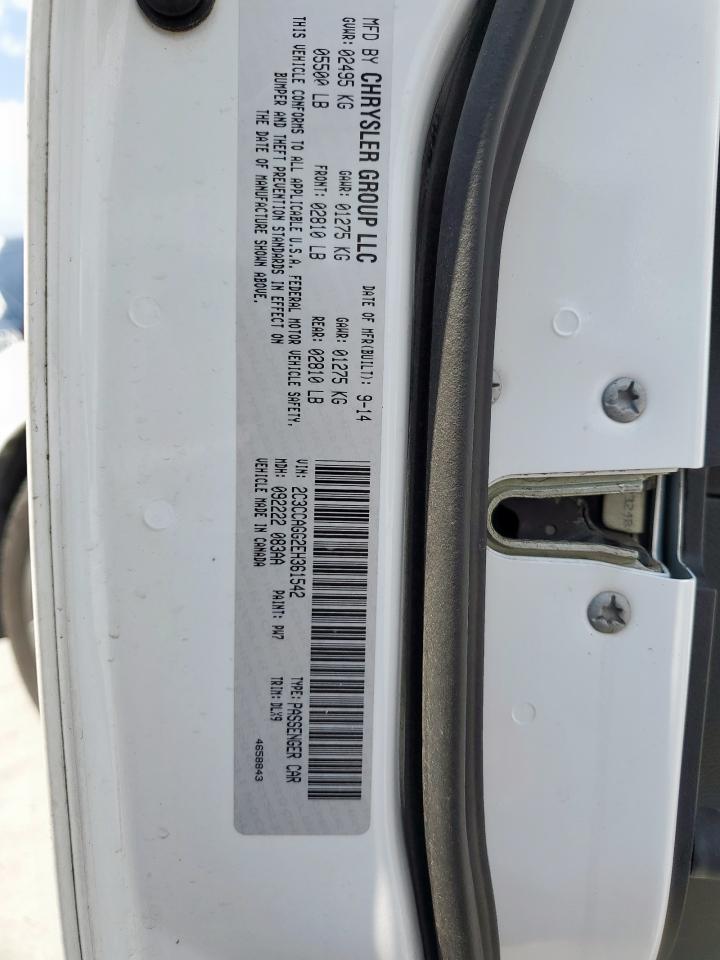 MFD BY CHRYSLER GROUP LLC
DATE OF MFR(BUILT): 9-14
GVWR: 02495 KG GAWR: 01275 KG GAWR: 01275 KG
05500 LB FRONT: 02810 LB REAR: 02810 LB
THIS VEHICLE CONFORMS TO ALL APPLICABLE U.S.A. FEDERAL MOTOR VEHICLE SAFETY,
BUMPER AND THEFT PREVENTION STANDARDS IN EFFECT ON
THE DATE OF MANUFACTURE SHOWN ABOVE.
VIN: 2C3CCAGG2EH361542 TYPE: PASSENGER CAR
MDH: 092222 083AA PAINT: PW7 TRIM: DLX9
VEHICLE MADE IN CANADA 4658843